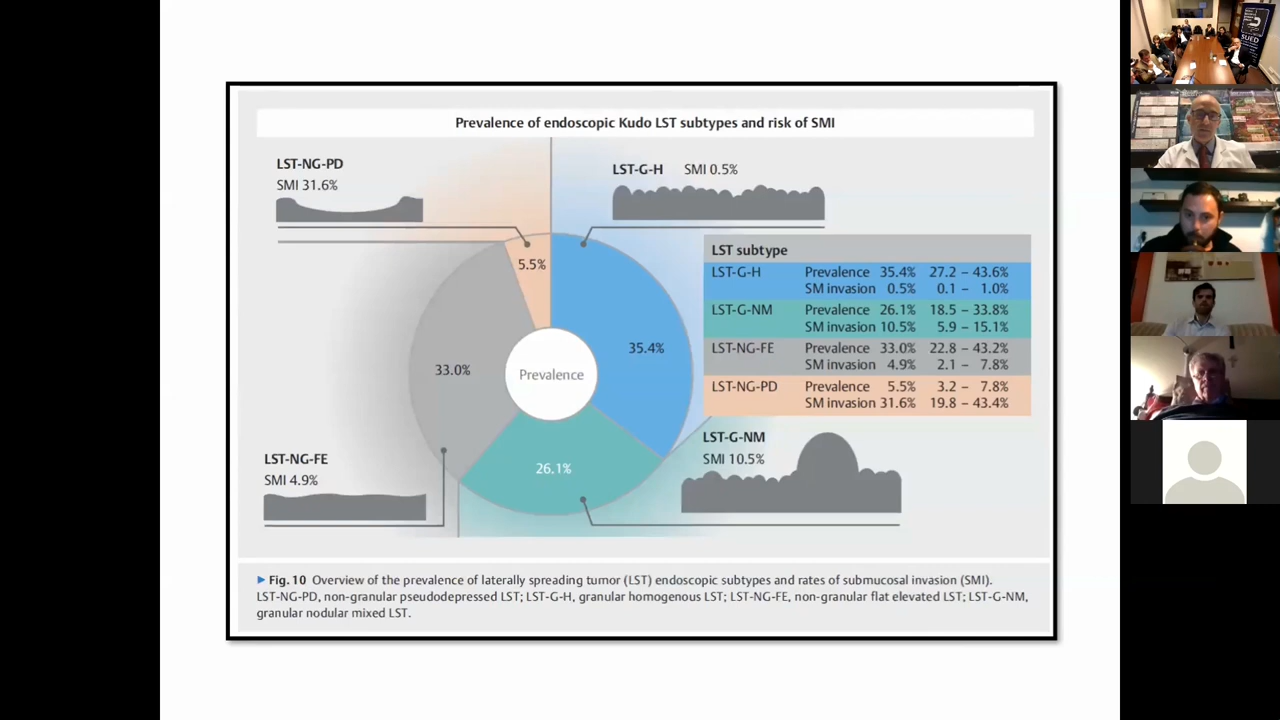 Prevalence of endoscopic Kudo LST subtypes and risk of SMI
LST-NG-PD
SMI 31.6%
LST-G-H SMI 0.5%
5.5%
35.4%
33.0%
Prevalence
26.1%
LST subtype
LST-G-H Prevalence 35.4% 27.2 – 43.6%
SM invasion 0.5% 0.1 – 1.0%
LST-G-NM Prevalence 26.1% 18.5 – 33.8%
SM invasion 10.5% 5.9 – 15.1%
LST-NG-FE Prevalence 33.0% 22.8 – 43.2%
SM invasion 4.9% 2.1 – 7.8%
LST-NG-PD Prevalence 5.5% 3.2 – 7.8%
SM invasion 31.6% 19.8 – 43.4%
LST-G-NM
SMI 10.5%
LST-NG-FE
SMI 4.9%
▶ Fig. 10 Overview of the prevalence of laterally spreading tumor (LST) endoscopic subtypes and rates of submucosal invasion (SMI).
LST-NG-PD, non-granular pseudodepressed LST; LST-G-H, granular homogenous LST; LST-NG-FE, non-granular flat elevated LST; LST-G-NM,
granular nodular mixed LST.
SUED